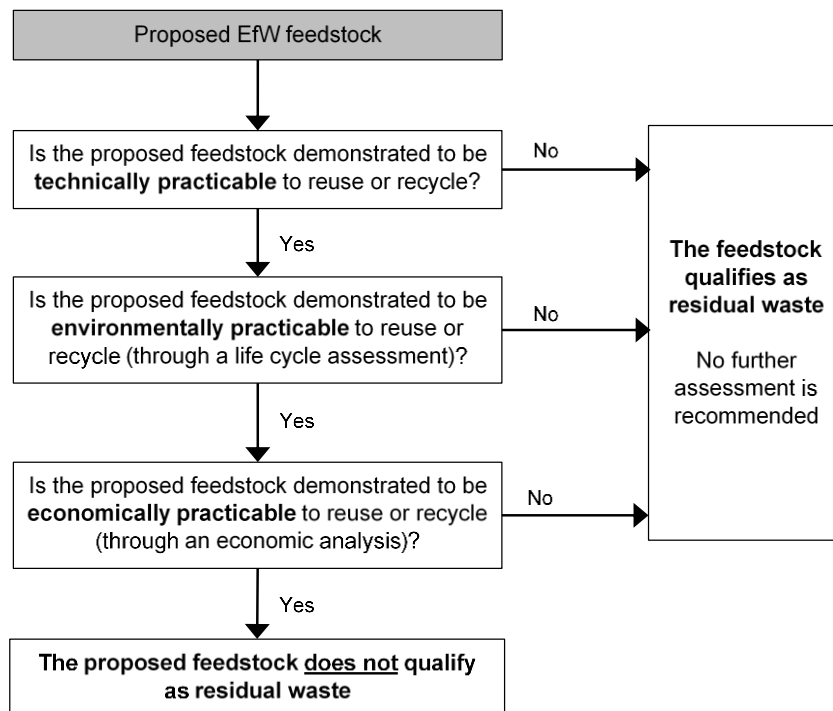 Proposed EfW feedstock
Is the proposed feedstock demonstrated to be
technically practicable to reuse or recycle?
No
Yes
Is the proposed feedstock demonstrated to be
environmentally practicable to reuse or
recycle (through a life cycle assessment)?
No
Yes
Is the proposed feedstock demonstrated to be
economically practicable to reuse or recycle
(through an economic analysis)?
No
Yes
The proposed feedstock does not qualify
as residual waste
The feedstock
qualifies as
residual waste
No further
assessment is
recommended